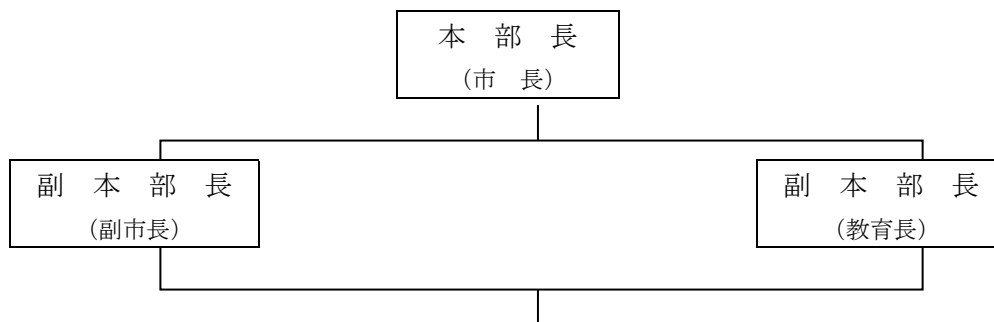 本 部 長
（市 長）
副 本 部 長
（副市長）
副 本 部 長
（教育長）